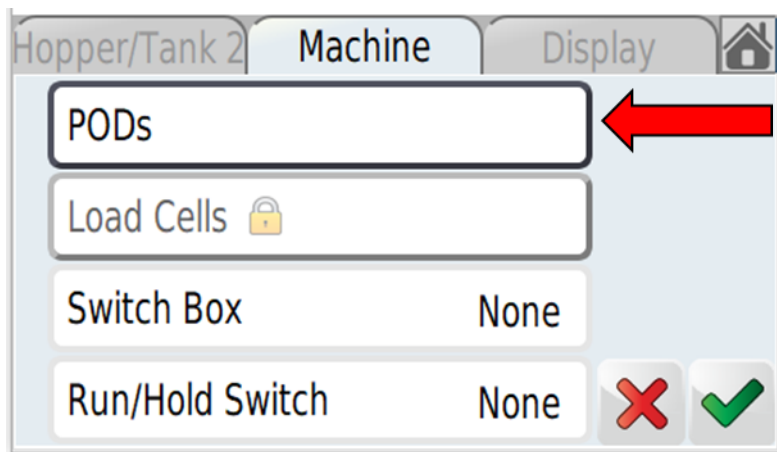 Hopper/Tank 2 Machine Display
PODs
Load Cells
Switch Box None
Run/Hold Switch None